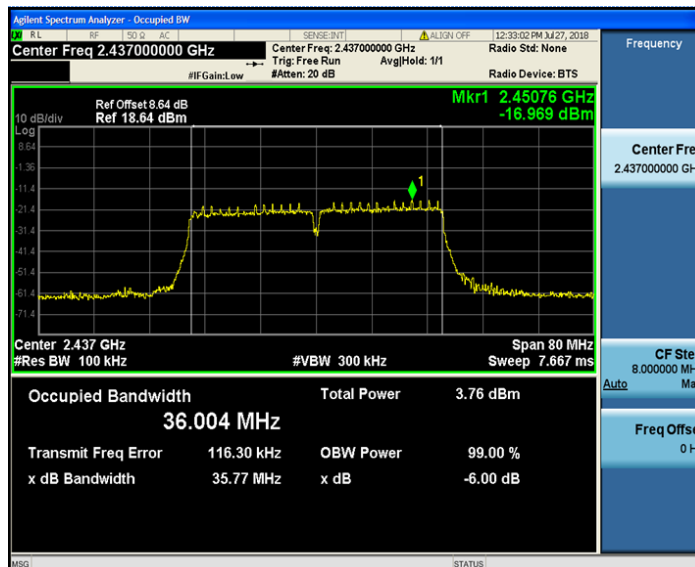 Agilent Spectrum Analyzer - Occupied BW
RL RF 50 Ω AC SENSE:INT ALIGN OFF 12:33:02 PM Jul 27, 2018
Center Freq 2.437000000 GHz
Center Freq: 2.437000000 GHz
Radio Std: None
Trig: Free Run
Avg|Hold: 1/1
#IFGain:Low
#Atten: 20 dB
Radio Device: BTS
Frequency
Ref Offset 8.64 dB
10 dB/div Ref 18.64 dBm
Mkr1 2.45076 GHz
-16.969 dBm
Log
8.64
-1.36
-11.4
-21.4
-31.4
-41.4
-51.4
-61.4
-71.4
1
Center Fre
2.437000000 GH
Center 2.437 GHz Span 80 MHz
#Res BW 100 kHz #VBW 300 kHz Sweep 7.667 ms
CF Ste
8.000000 MH
Auto Ma
Occupied Bandwidth Total Power 3.76 dBm
36.004 MHz
Transmit Freq Error 116.30 kHz OBW Power 99.00 %
x dB Bandwidth 35.77 MHz x dB -6.00 dB
Freq Offse
0 H
MSG STATUS